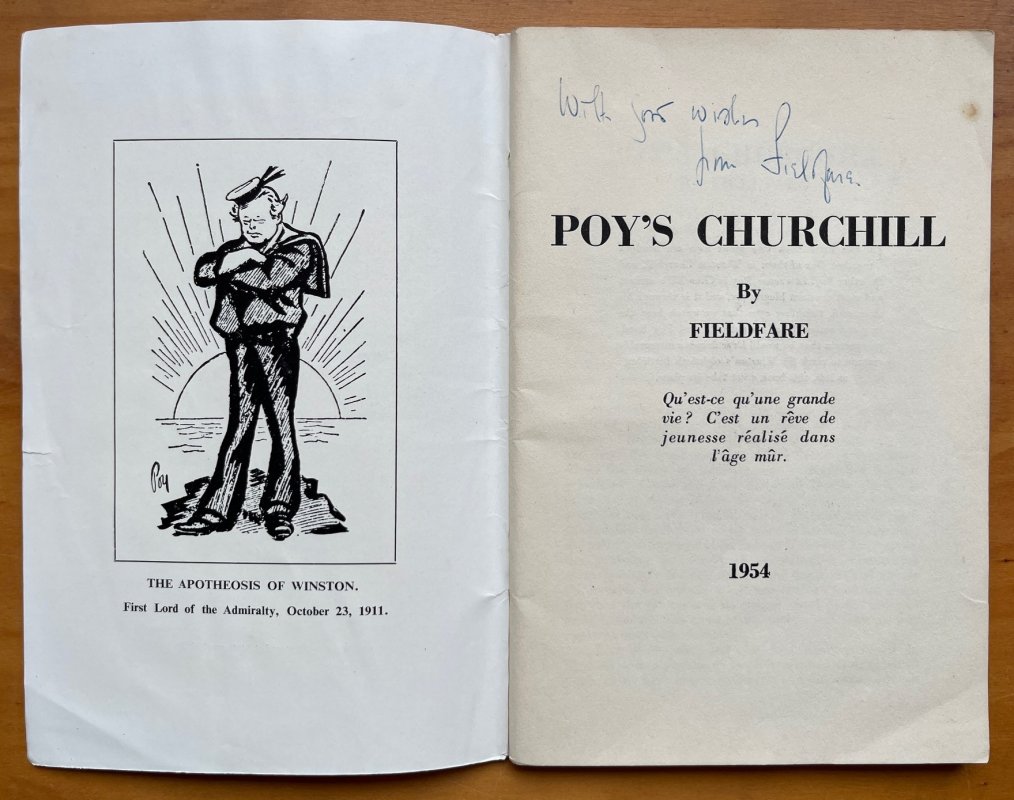 Poy
THE APOTHEOSIS OF WINSTON.
First Lord of the Admiralty, October 23, 1911.
With good wishes
from Fieldfare.
POY'S CHURCHILL
By
FIELDFARE
Qu'est-ce qu'une grande
vie? C'est un rêve de
jeunesse réalisé dans
l'âge mûr.
1954